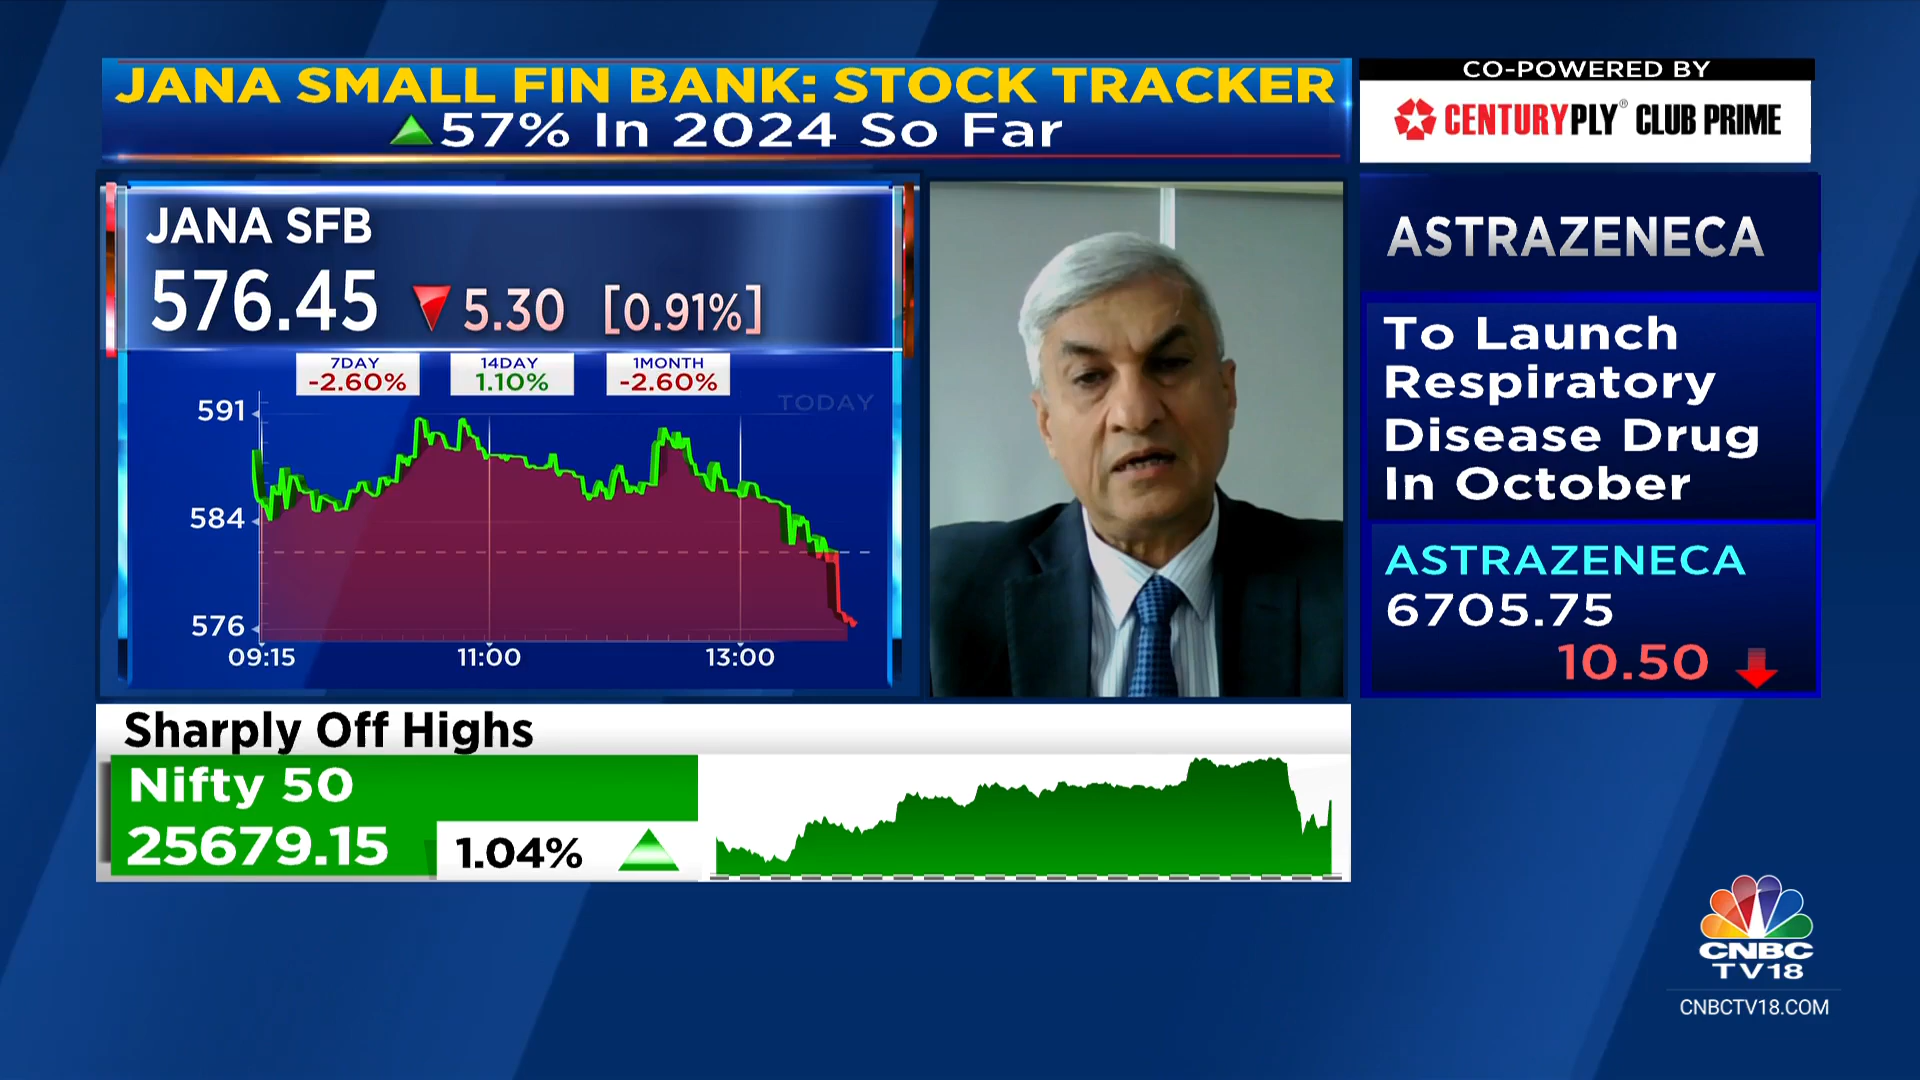 JANA SMALL FIN BANK: STOCK TRACKER
57% In 2024 So Far
CO-POWERED BY
CENTURYPLY® CLUB PRIME
JANA SFB
576.45 5.30 [0.91%]
7DAY
-2.60%
14DAY
1.10%
1MONTH
-2.60%
TODAY
591
584
576
09:15 11:00 13:00
ASTRAZENECA
To Launch
Respiratory
Disease Drug
In October
ASTRAZENECA
6705.75
10.50
Sharply Off Highs
Nifty 50
25679.15
1.04%
CNBC
TV18
CNBCTV18.COM